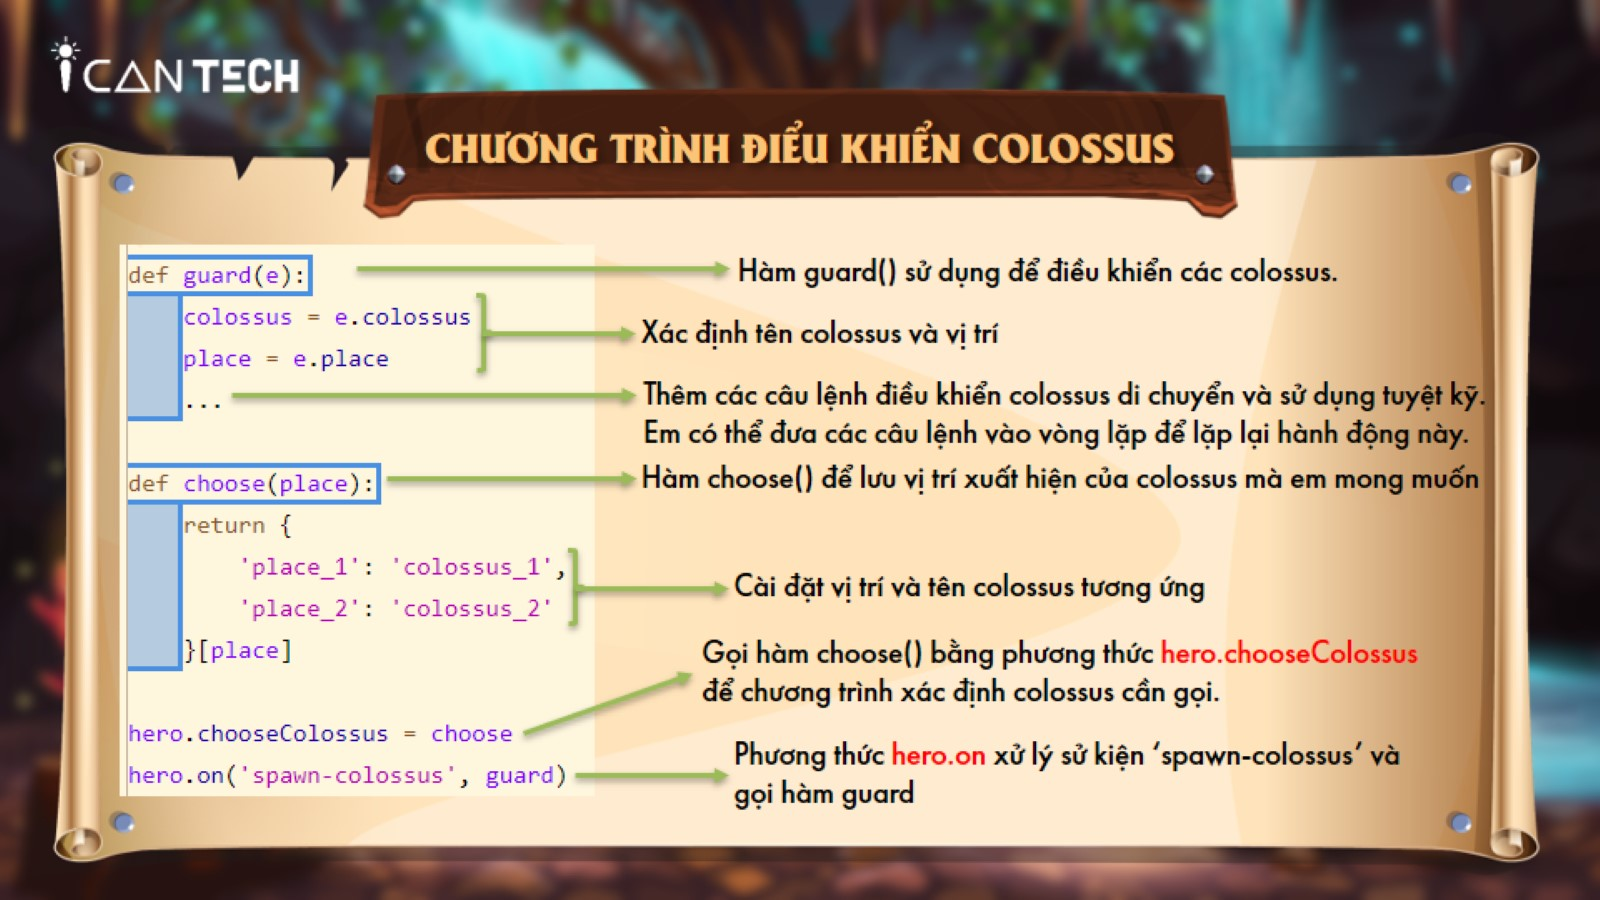 iCANTECH
CHƯƠNG TRÌNH ĐIỂU KHIỂN COLOSSUS
def guard(e):
Hàm guard() sử dụng để điều khiển các colossus.
colossus = e.colossus
place = e.place
Xác định tên colossus và vị trí
...
Thêm các câu lệnh điều khiển colossus di chuyển và sử dụng tuyệt kỹ.
Em có thể đưa các câu lệnh vào vòng lặp để lặp lại hành động này.
def choose(place):
Hàm choose() để lưu vị trí xuất hiện của colossus mà em mong muốn
return {
'place_1': 'colossus_1',
'place_2': 'colossus_2'
Cài đặt vị trí và tên colossus tương ứng
}[place]
Gọi hàm choose() bằng phương thức hero.chooseColossus
để chương trình xác định colossus cần gọi.
hero.chooseColossus = choose
hero.on('spawn-colossus', guard)
Phương thức hero.on xử lý sử kiện ‘spawn-colossus’ và
gọi hàm guard